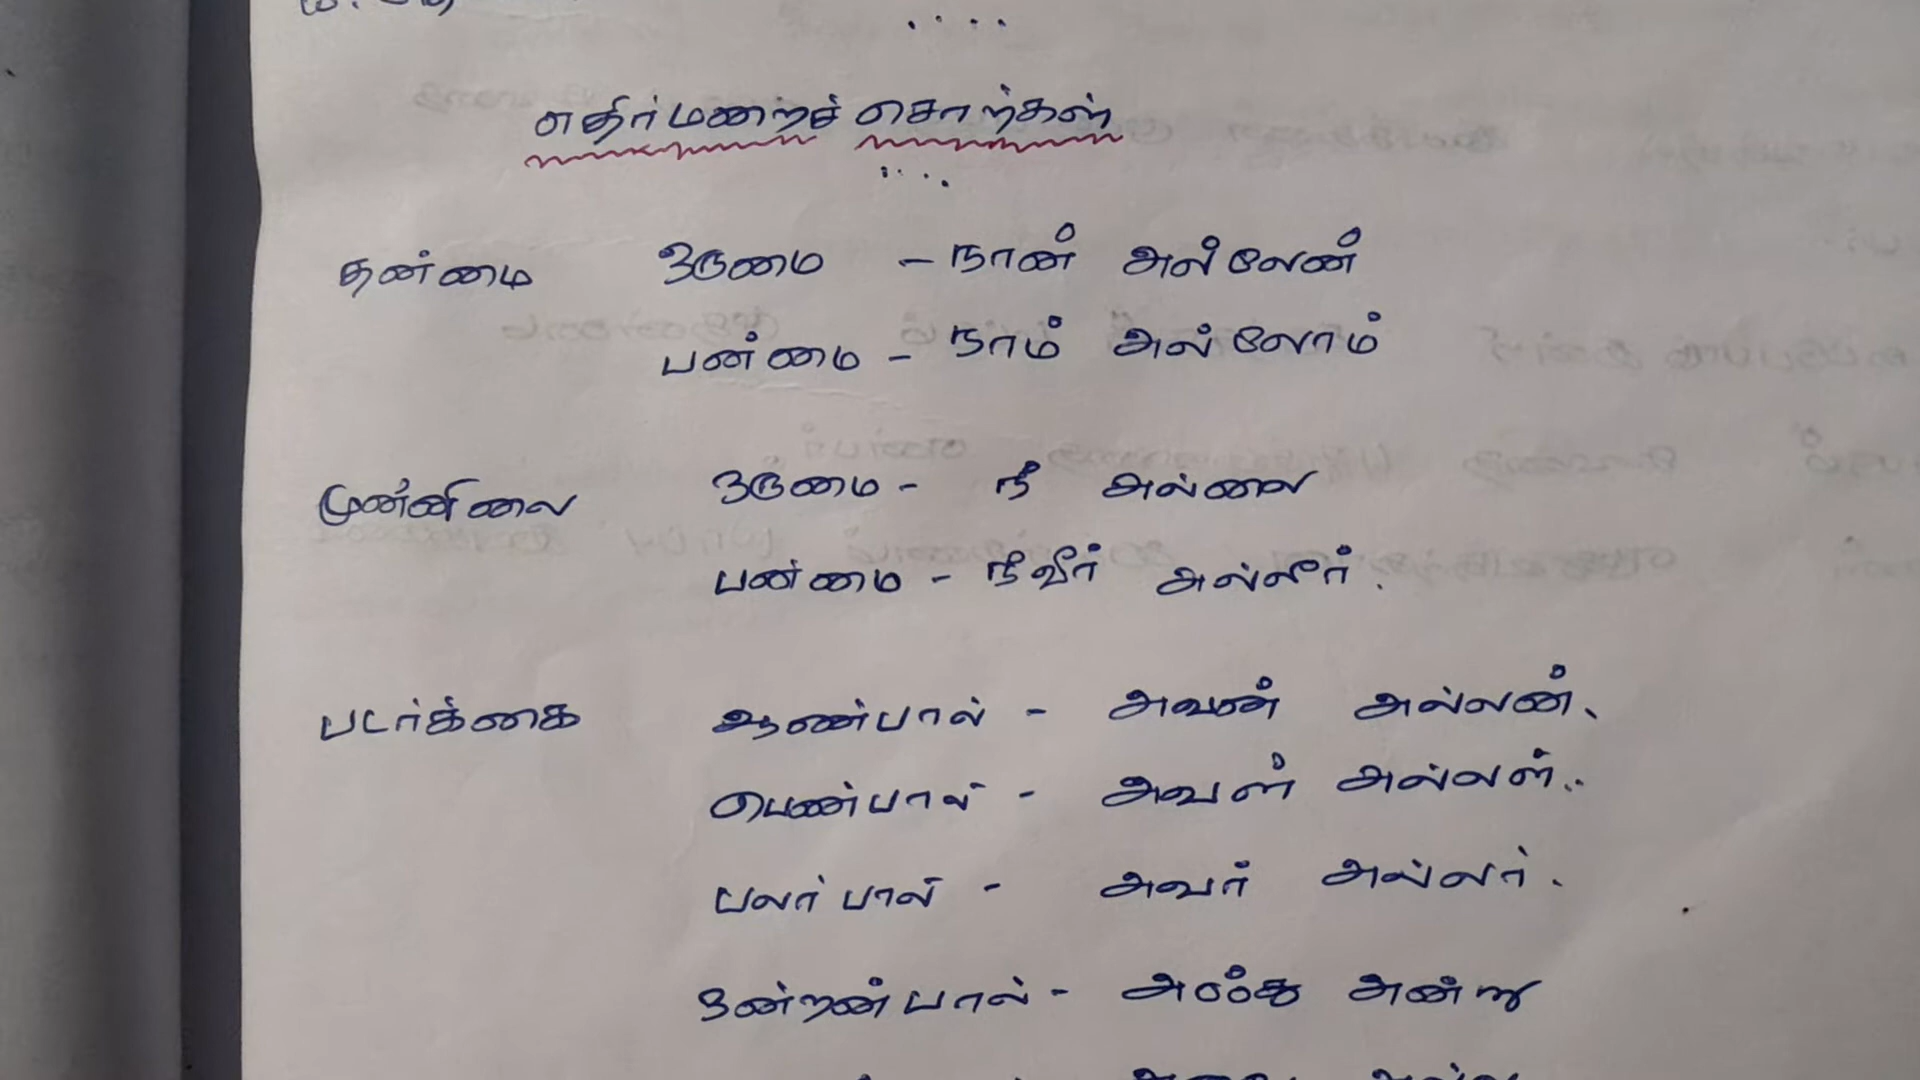 எதிர்மறைச் சொற்கள்
தன்மை ஒருமை - நான் அல்லேன்
பன்மை - நாம் அல்லோம்
முன்னிலை ஒருமை - நீ அல்லை
பன்மை - நீவீர் அல்லீர்.
படர்க்கை ஆண்பால் - அவன் அல்லன்.
பெண்பால் - அவள் அல்லள்..
பலர் பால் - அவர் அல்லர்.
ஒன்றன்பால் - அஃது அன்று